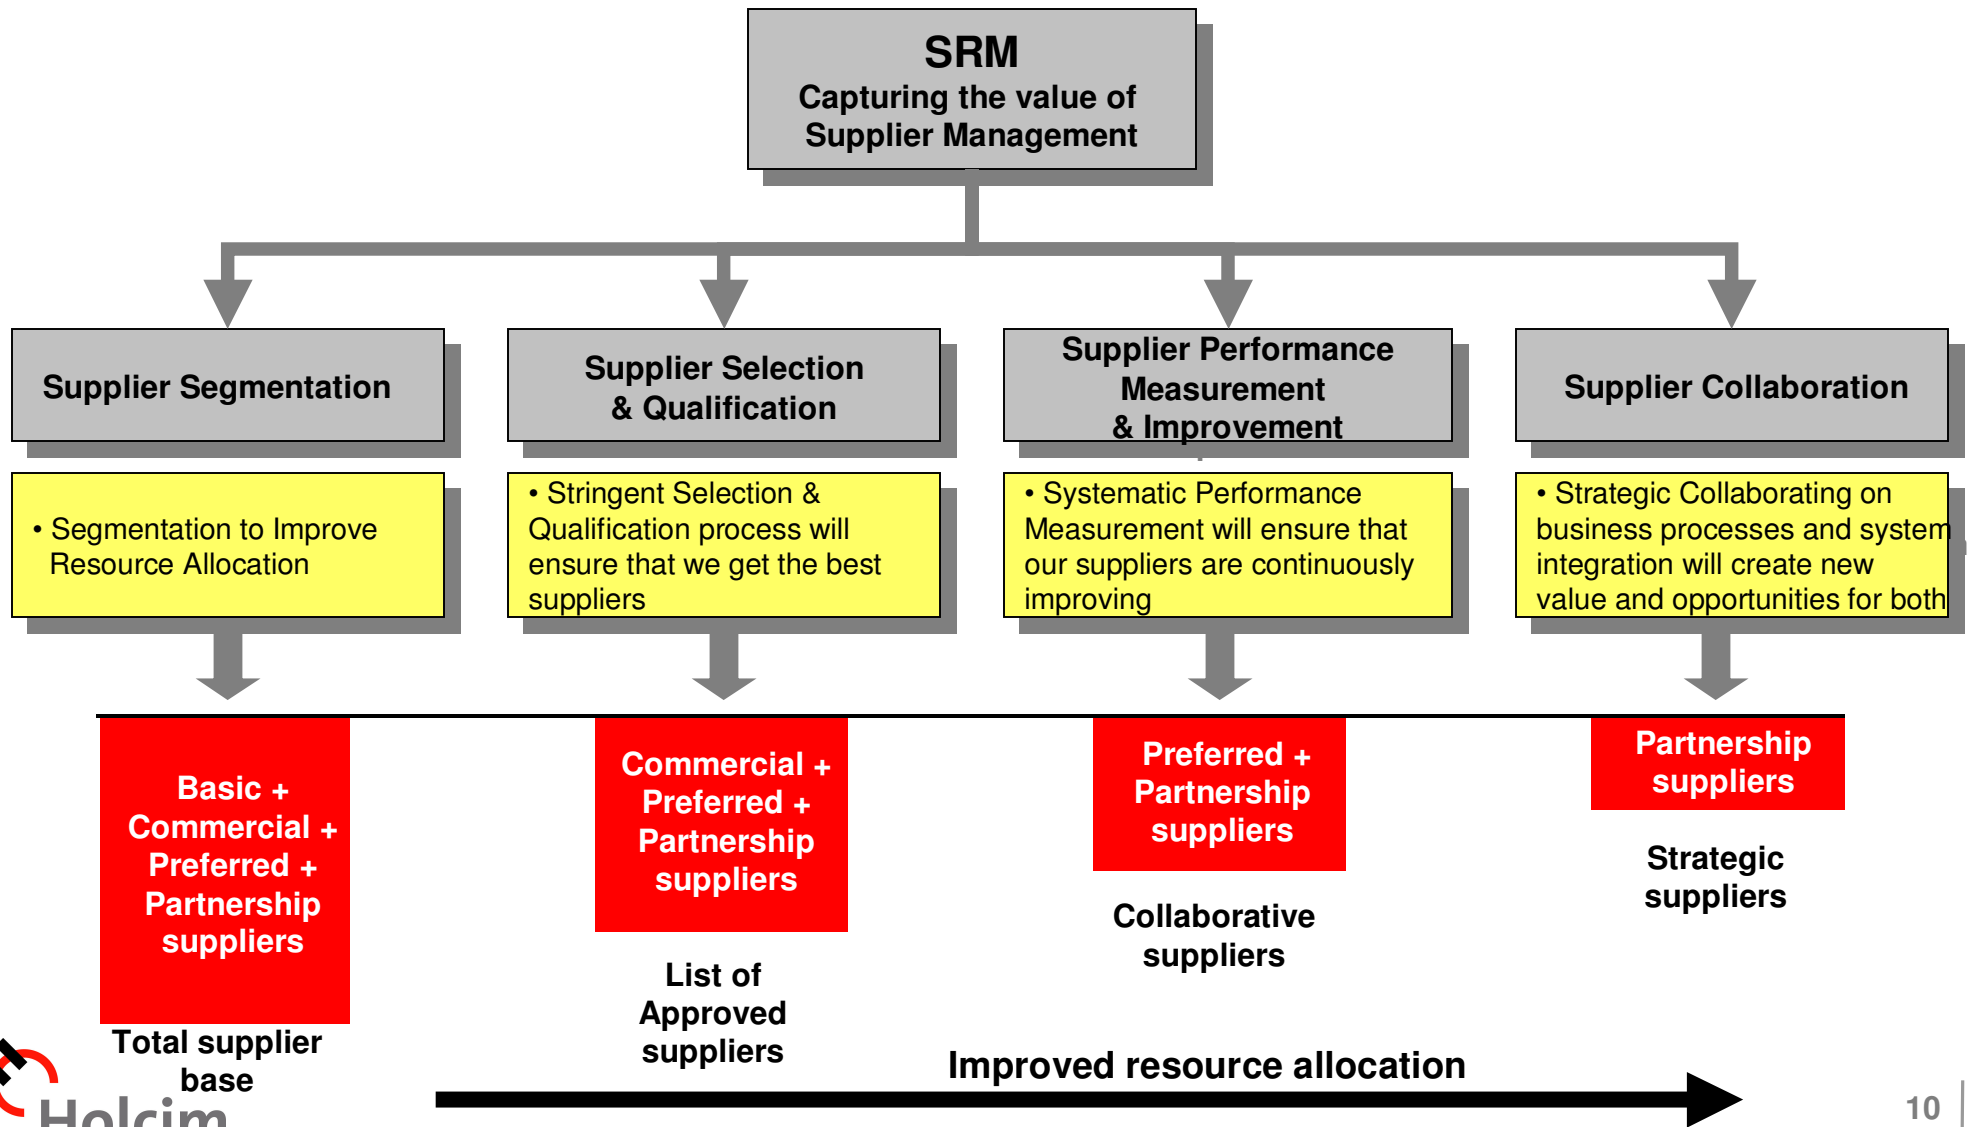 SRM
Capturing the value of
Supplier Management
Supplier Segmentation
Supplier Selection
& Qualification
Supplier Performance
Measurement
& Improvement
Supplier Collaboration
• Segmentation to Improve
Resource Allocation
• Stringent Selection &
Qualification process will
ensure that we get the best
suppliers
• Systematic Performance
Measurement will ensure that
our suppliers are continuously
improving
• Strategic Collaborating on
business processes and system
integration will create new
value and opportunities for both
Basic +
Commercial +
Preferred +
Partnership
suppliers
Total supplier
base
Commercial +
Preferred +
Partnership
suppliers
List of
Approved
suppliers
Preferred +
Partnership
suppliers
Collaborative
suppliers
Partnership
suppliers
Strategic
suppliers
Improved resource allocation
Holcim
10